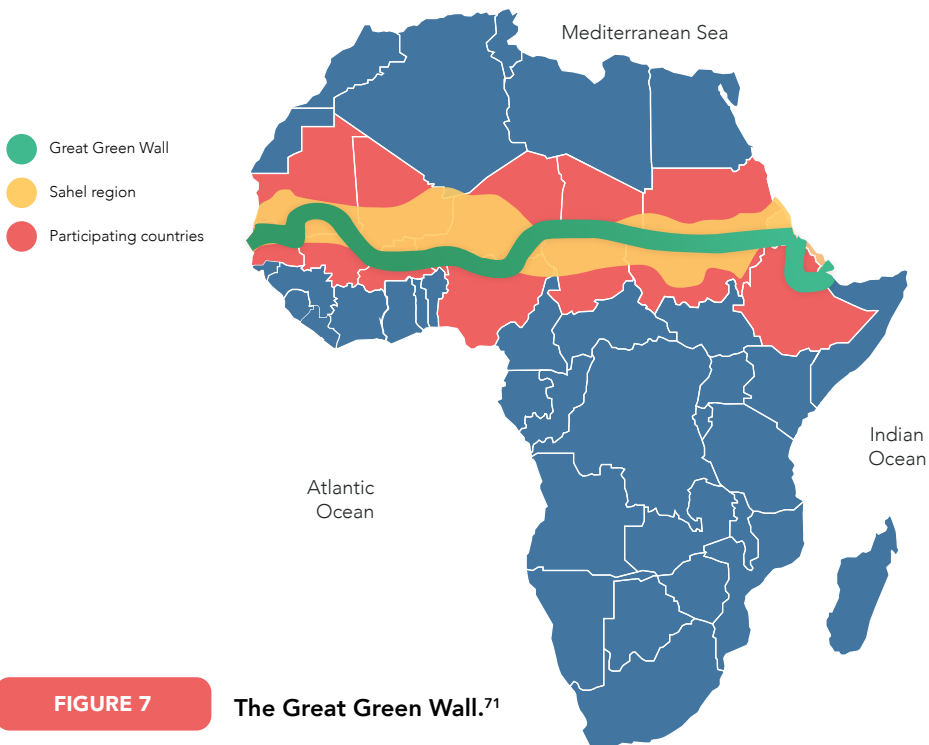 Mediterranean Sea
Great Green Wall
Sahel region
Participating countries
Indian
Ocean
Atlantic
Ocean
FIGURE 7
The Great Green Wall.71